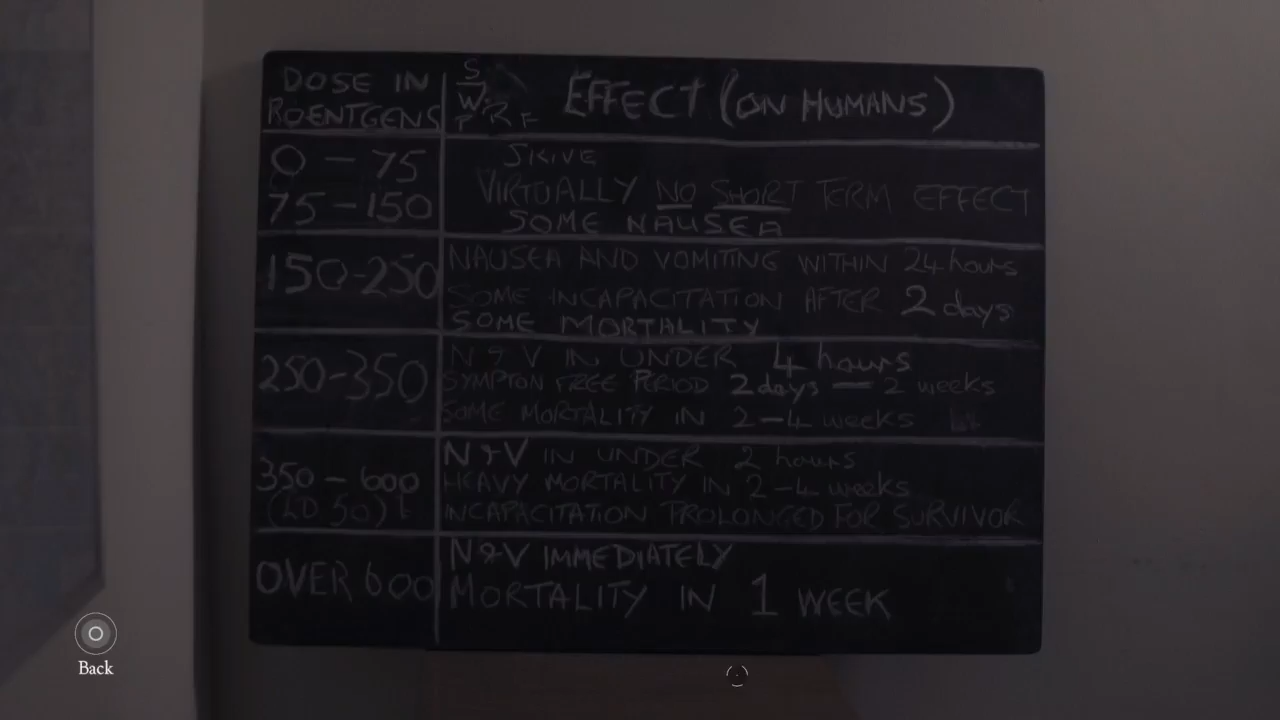 DOSE IN
ROENTGENS
EFFECT (ON HUMANS)
0 - 75
SKIVE
VIRTUALLY NO SHORT TERM EFFECT
75 - 150
SOME NAUSEA
150-250
NAUSEA AND VOMITING WITHIN 24 hours
SOME INCAPACITATION AFTER 2 days
SOME MORTALITY
250-350
N & V IN UNDER 4 hours
SYMPTON FREE PERIOD 2 days — 2 weeks
SOME MORTALITY IN 2-4 weeks
350 - 600
(LD 50)
N & V IN UNDER 2 hours
HEAVY MORTALITY IN 2-4 weeks
INCAPACITATION PROLONGED FOR SURVIVOR
OVER 600
N & V IMMEDIATELY
MORTALITY IN 1 WEEK
Back